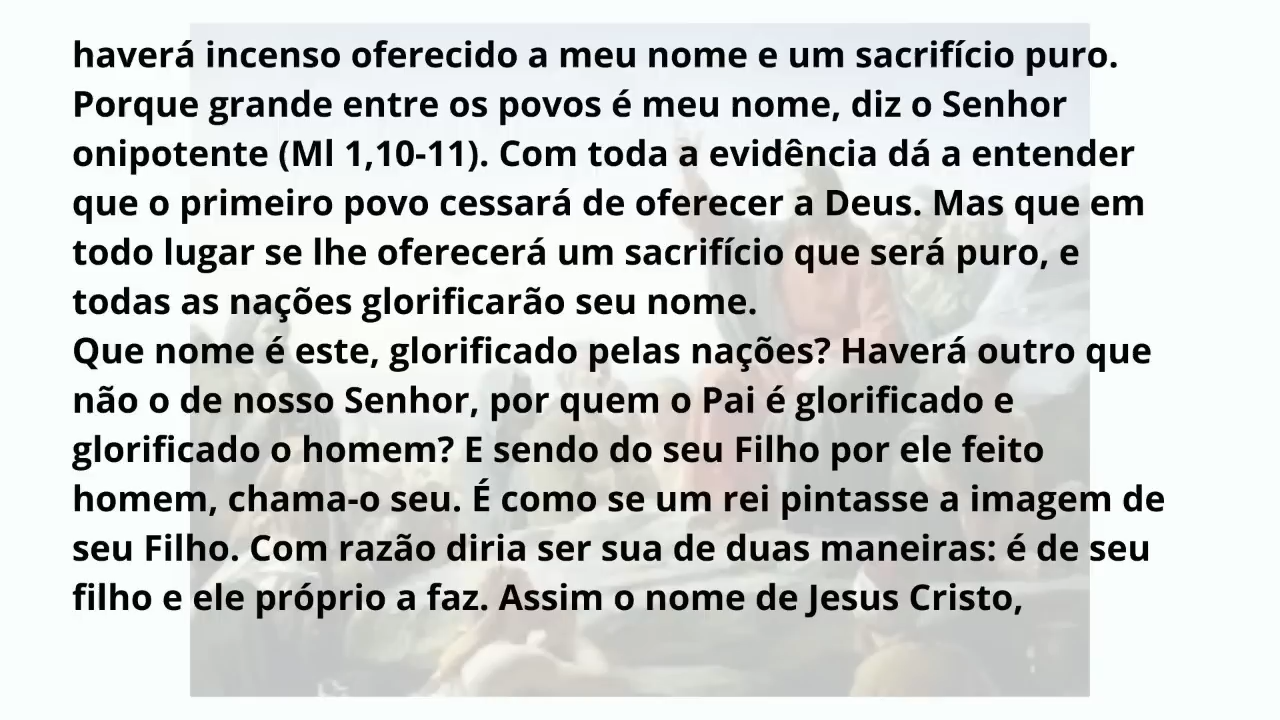 haverá incenso oferecido a meu nome e um sacrifício puro.
Porque grande entre os povos é meu nome, diz o Senhor
onipotente (Ml 1,10-11). Com toda a evidência dá a entender
que o primeiro povo cessará de oferecer a Deus. Mas que em
todo lugar se lhe oferecerá um sacrifício que será puro, e
todas as nações glorificarão seu nome.
Que nome é este, glorificado pelas nações? Haverá outro que
não o de nosso Senhor, por quem o Pai é glorificado e
glorificado o homem? E sendo do seu Filho por ele feito
homem, chama-o seu. É como se um rei pintasse a imagem de
seu Filho. Com razão diria ser sua de duas maneiras: é de seu
filho e ele próprio a faz. Assim o nome de Jesus Cristo,